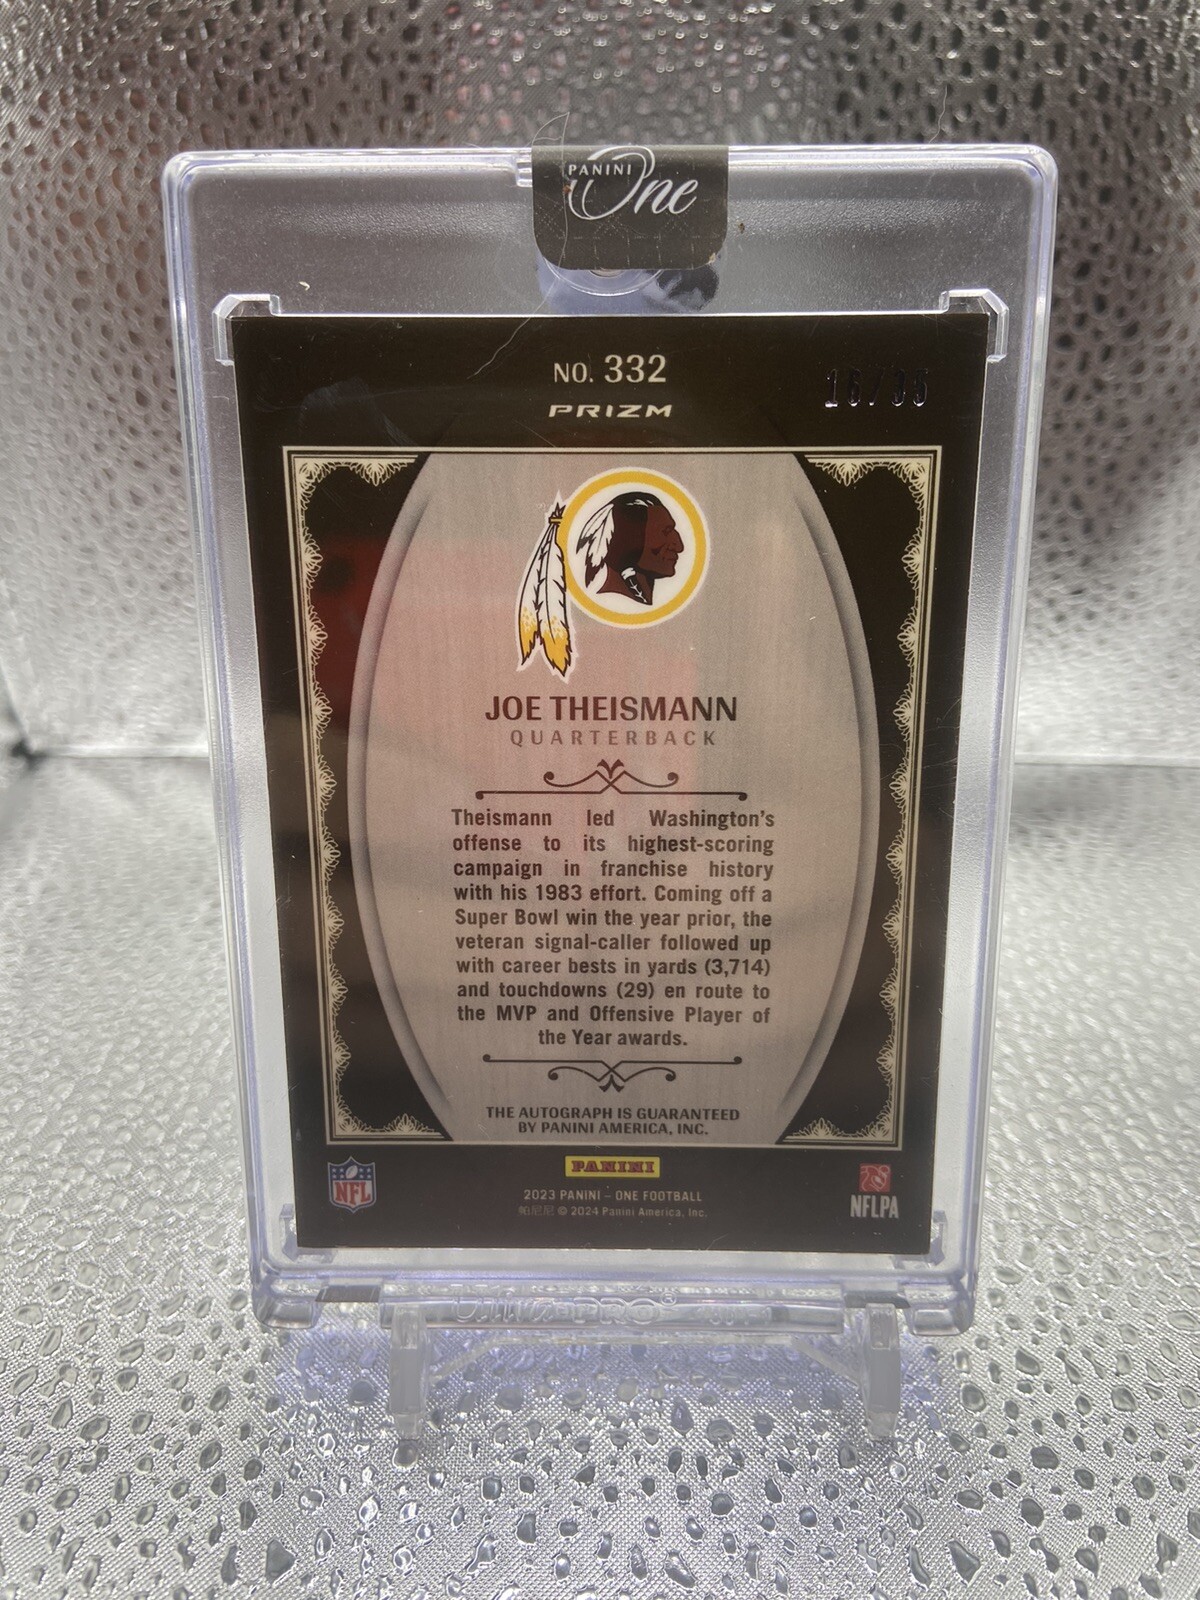 PANINI
One
NO. 332
PRIZM
JOE THEISMANN
QUARTERBACK
Theismann led Washington's
offense to its highest-scoring
campaign in franchise history
with his 1983 effort. Coming off a
Super Bowl win the year prior, the
veteran signal-caller followed up
with career bests in yards (3,714)
and touchdowns (29) en route to
the MVP and Offensive Player of
the Year awards.
THE AUTOGRAPH IS GUARANTEED
BY PANINI AMERICA, INC.
PANINI
NFL
2023 PANINI – ONE FOOTBALL
帕尼尼 © 2024 Panini America, Inc.
NFLPA